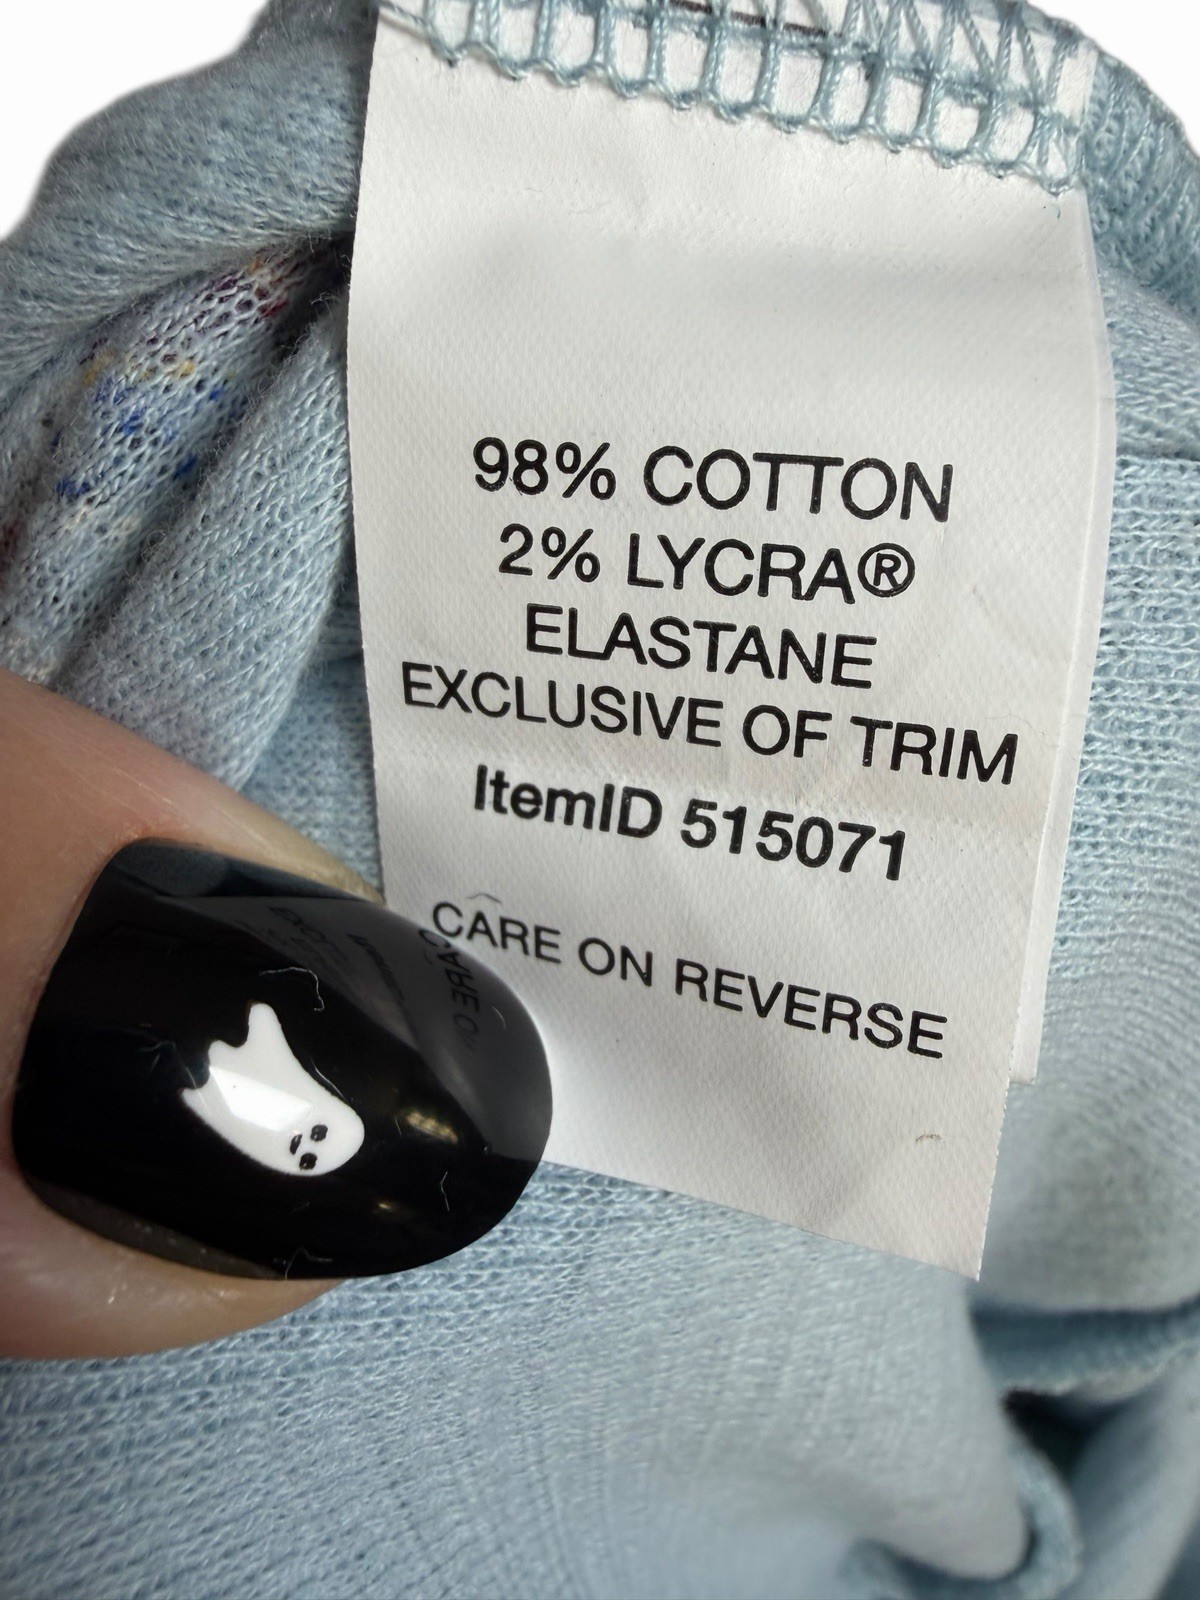 98% COTTON
2% LYCRA®
ELASTANE
EXCLUSIVE OF TRIM
ItemID 515071
CARE ON REVERSE